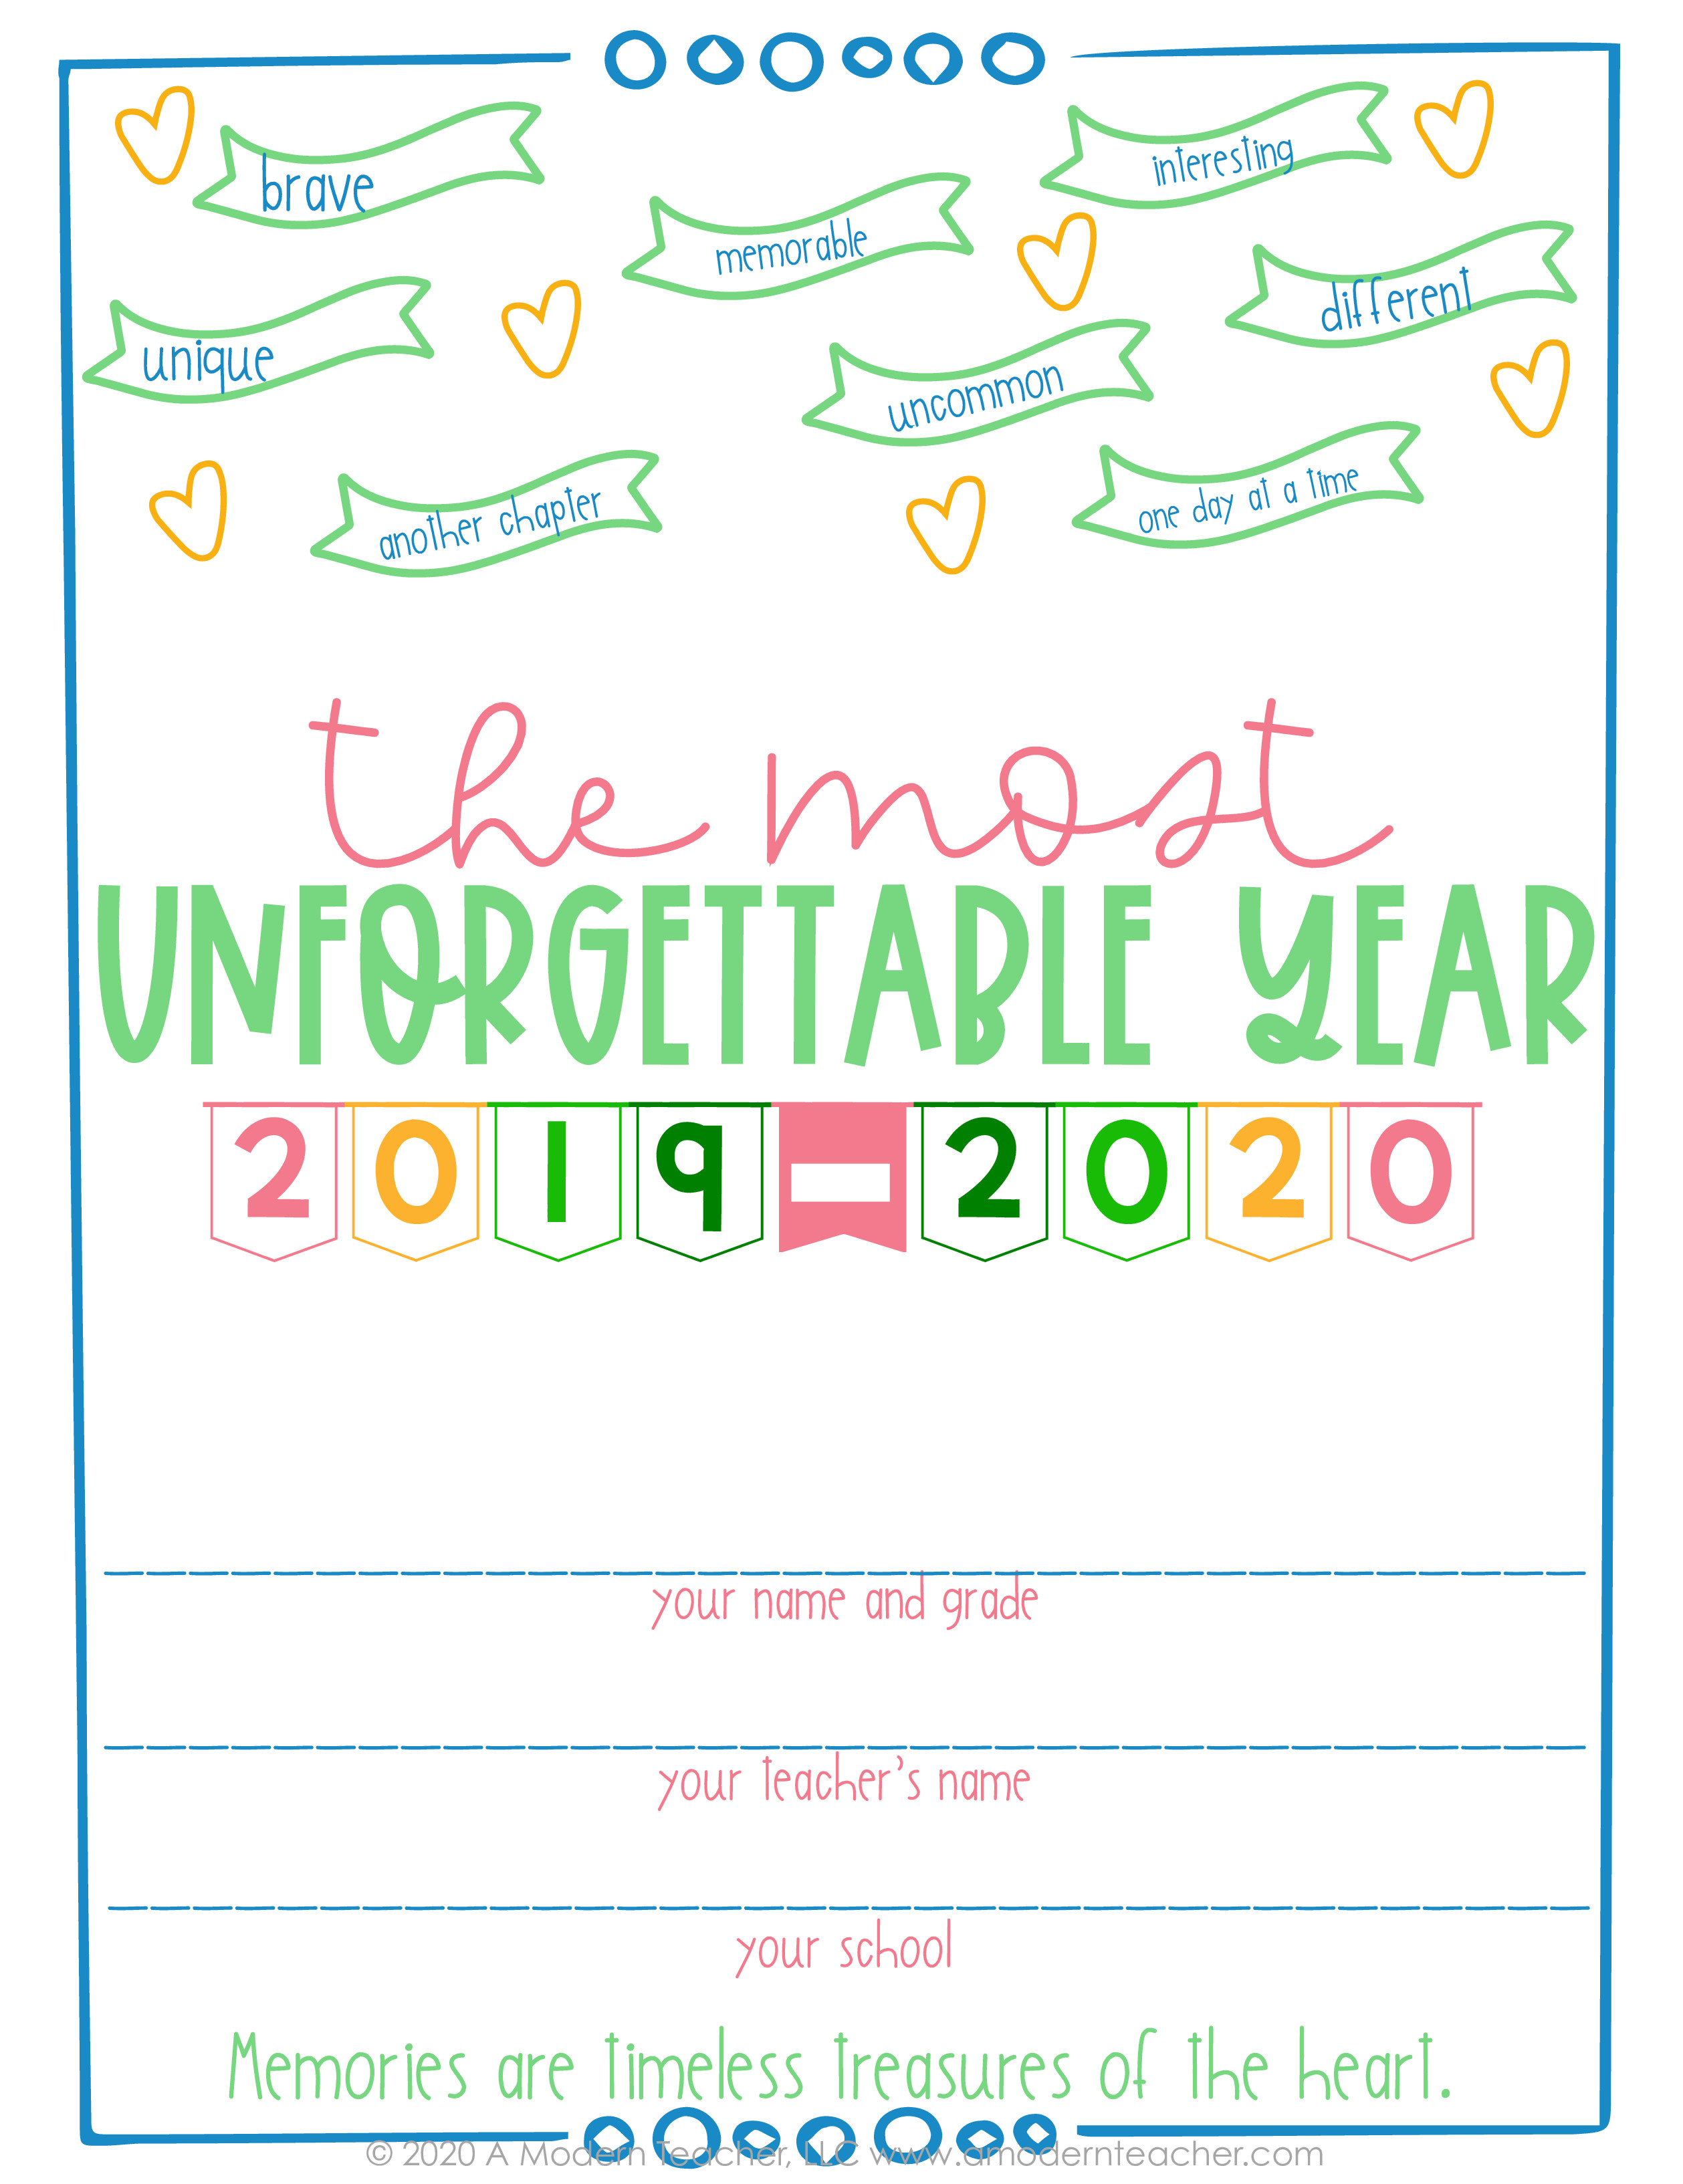 brave
interesting
memorable
different
unique
uncommon
another chapter
one day at a time
the most
UNFORGETTABLE YEAR
2019-2020
your name and grade
your teacher's name
your school
Memories are timeless treasures of the heart.
© 2020 A Modern Teacher, LLC www.amodernteacher.com